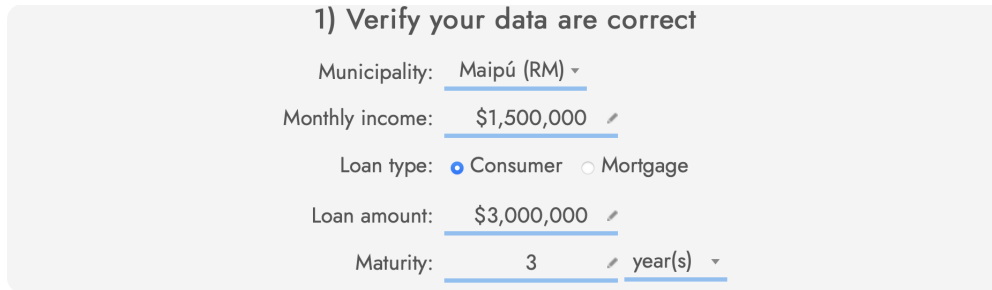 1) Verify your data are correct
Municipality: Maipú (RM)
Monthly income: $1,500,000
Loan type: Consumer Mortgage
Loan amount: $3,000,000
Maturity: 3 year(s)